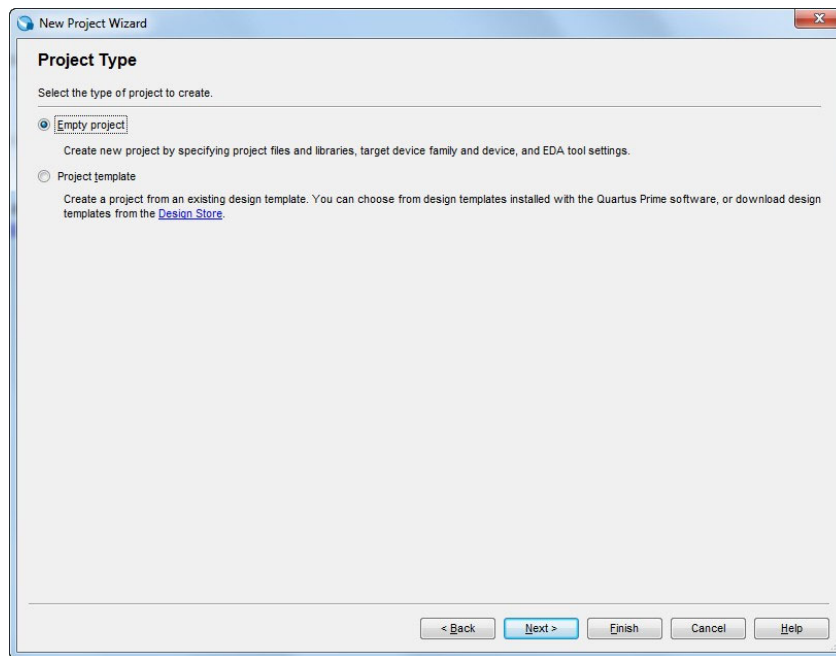 New Project Wizard
Project Type
Select the type of project to create.
Empty project
Create new project by specifying project files and libraries, target device family and device, and EDA tool settings.
Project template
Create a project from an existing design template. You can choose from design templates installed with the Quartus Prime software, or download design
templates from the Design Store.
< Back Next > Finish Cancel Help